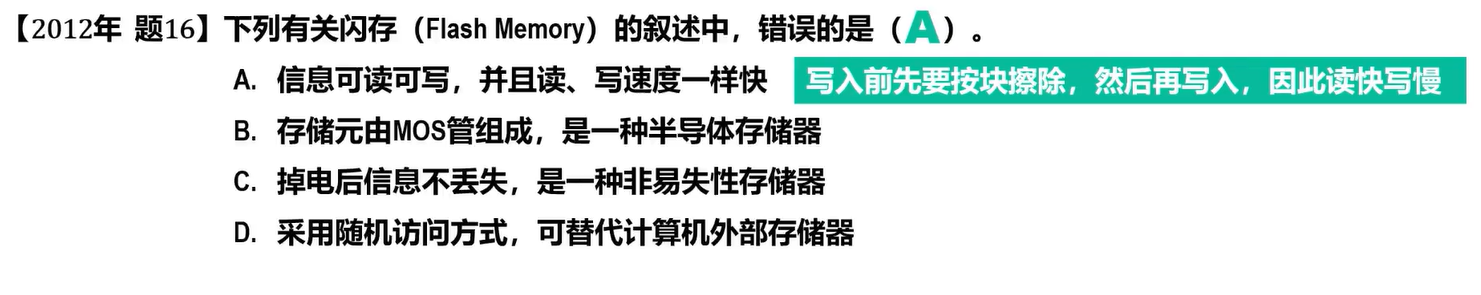 【2012年 题16】下列有关闪存（Flash Memory）的叙述中，错误的是（A）。
A. 信息可读可写，并且读、写速度一样快 写入前先要按块擦除，然后再写入，因此读快写慢
B. 存储元由MOS管组成，是一种半导体存储器
C. 掉电后信息不丢失，是一种非易失性存储器
D. 采用随机访问方式，可替代计算机外部存储器